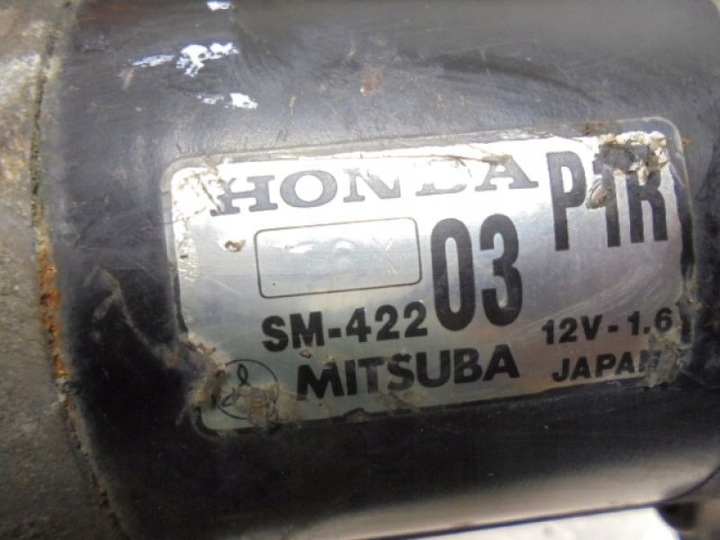 HONDA P1R
SM-422 03 12V-1.6
MITSUBA JAPAN